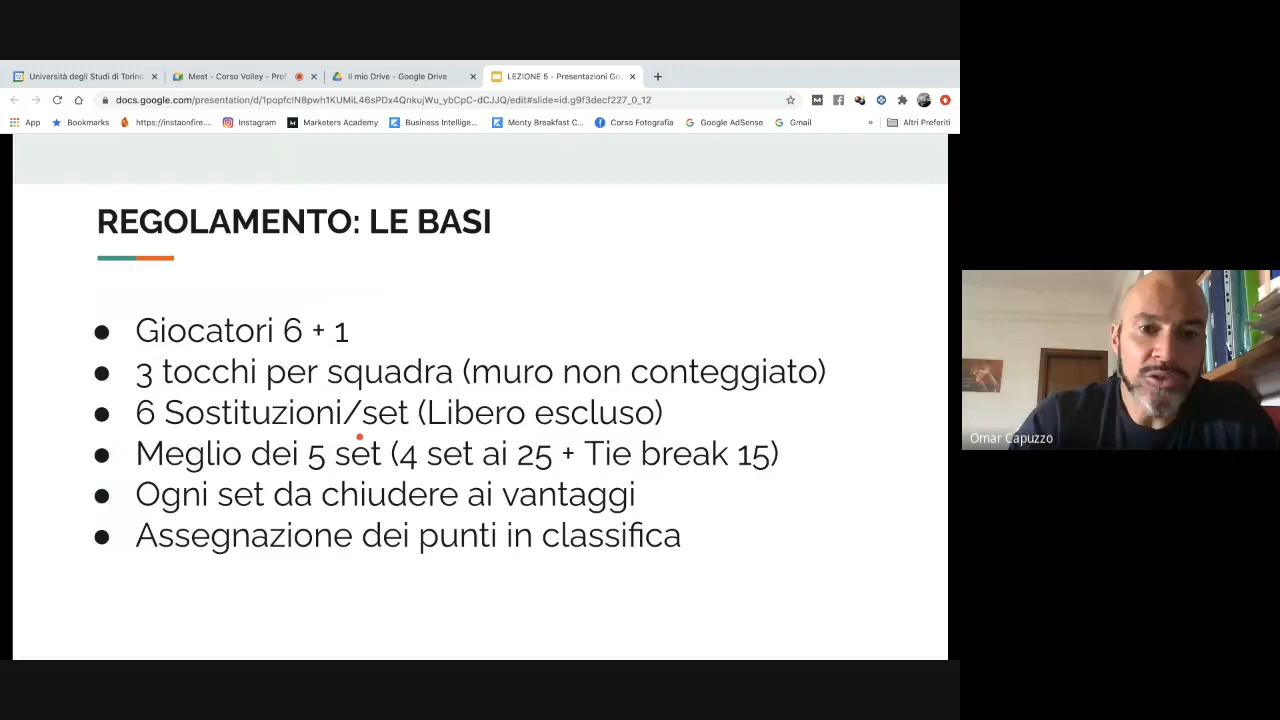 Università degli Studi di Torino
Meet - Corso Volley - Prof
Il mio Drive - Google Drive
LEZIONE 5 - Presentazioni Goo
docs.google.com/presentation/d/1popfcIN8pwh1KUMiL46sPDx4QnkujWu_ybCpC-dCJJQ/edit#slide=id.g9f3decf227_0_12
App
Bookmarks
https://instaonfire....
Instagram
Marketers Academy
Business Intellige...
Monty Breakfast C...
Corso Fotografia
Google AdSense
Gmail
»
Altri Preferiti
REGOLAMENTO: LE BASI
● Giocatori 6 + 1
● 3 tocchi per squadra (muro non conteggiato)
● 6 Sostituzioni/set (Libero escluso)
● Meglio dei 5 set (4 set ai 25 + Tie break 15)
● Ogni set da chiudere ai vantaggi
● Assegnazione dei punti in classifica
Omar Capuzzo